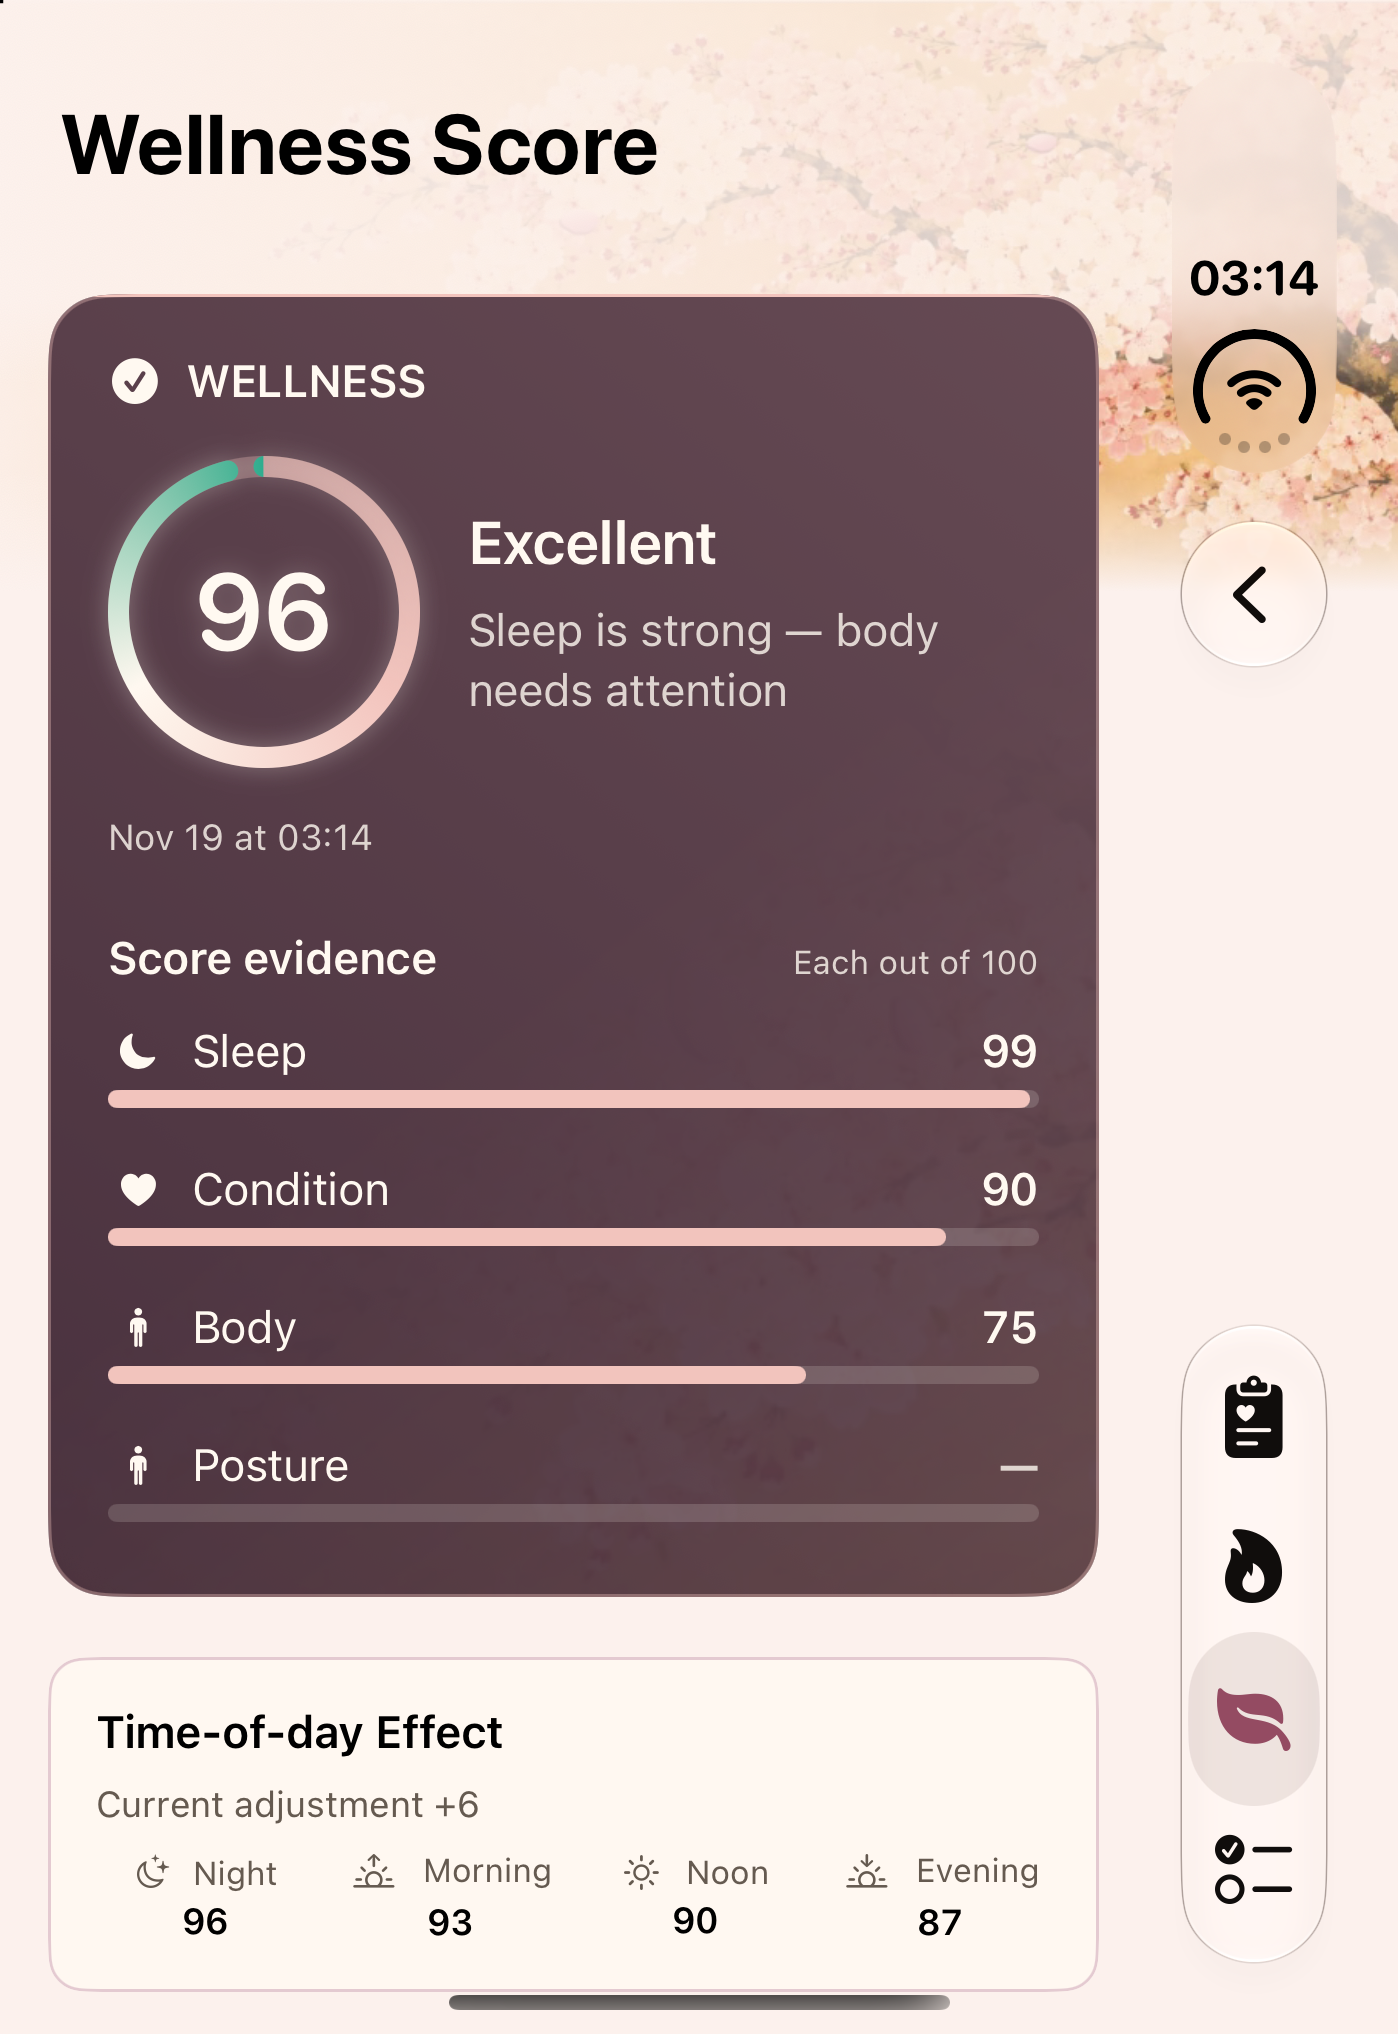 Wellness Score
03:14
WELLNESS
96
Excellent
Sleep is strong — body
needs attention
Nov 19 at 03:14
Score evidence
Each out of 100
Sleep
99
Condition
90
Body
75
Posture
—
Time-of-day Effect
Current adjustment +6
Night
96
Morning
93
Noon
90
Evening
87